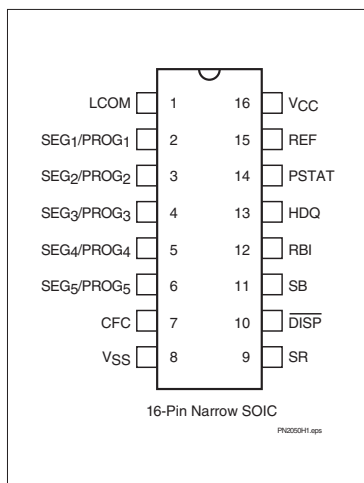 LCOM 1 16 VCC
SEG1/PROG1 2 15 REF
SEG2/PROG2 3 14 PSTAT
SEG3/PROG3 4 13 HDQ
SEG4/PROG4 5 12 RBI
SEG5/PROG5 6 11 SB
CFC 7 10 DISP
VSS 8 9 SR
16-Pin Narrow SOIC
PN2050H1.eps